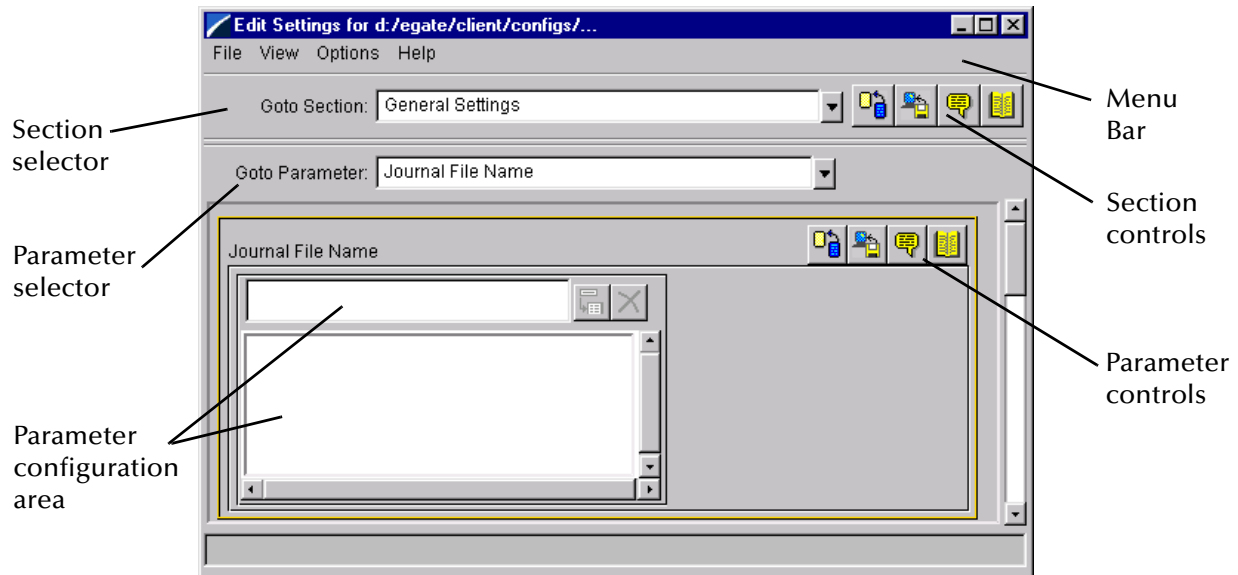 Edit Settings for d:/egate/client/configs/...
File View Options Help
Goto Section: General Settings
Menu
Bar
Section
selector
Goto Parameter: Journal File Name
Section
controls
Parameter
selector
Journal File Name
Parameter
controls
Parameter
configuration
area